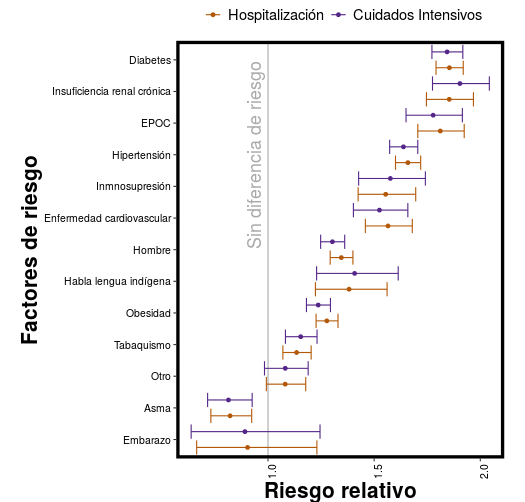 Hospitalización Cuidados Intensivos
Factores de riesgo
Diabetes
Insuficiencia renal crónica
EPOC
Hipertensión
Inmnosupresión
Enfermedad cardiovascular
Hombre
Habla lengua indígena
Obesidad
Tabaquismo
Otro
Asma
Embarazo
Sin diferencia de riesgo
1.0 1.5 2.0
Riesgo relativo